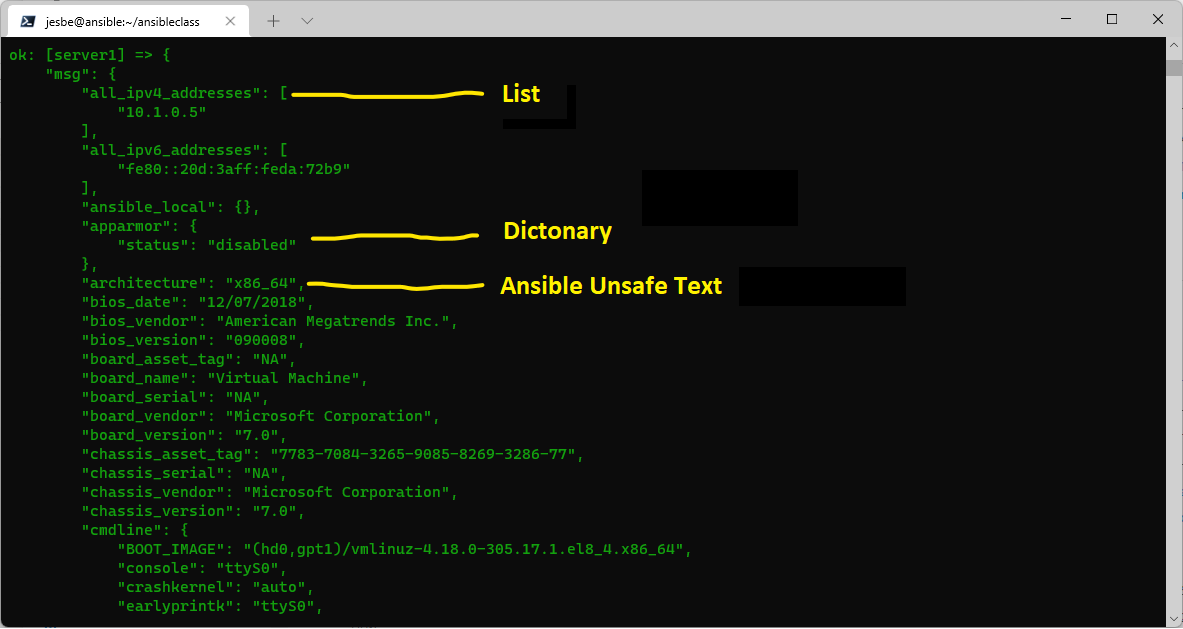 jesbe@ansible:~/ansibleclass
ok: [server1] => {
"msg": {
"all_ipv4_addresses": [ List
"10.1.0.5"
],
"all_ipv6_addresses": [
"fe80::20d:3aff:feda:72b9"
],
"ansible_local": {},
"apparmor": { Dictonary
"status": "disabled"
},
"architecture": "x86_64", Ansible Unsafe Text
"bios_date": "12/07/2018",
"bios_vendor": "American Megatrends Inc.",
"bios_version": "090008",
"board_asset_tag": "NA",
"board_name": "Virtual Machine",
"board_serial": "NA",
"board_vendor": "Microsoft Corporation",
"board_version": "7.0",
"chassis_asset_tag": "7783-7084-3265-9085-8269-3286-77",
"chassis_serial": "NA",
"chassis_vendor": "Microsoft Corporation",
"chassis_version": "7.0",
"cmdline": {
"BOOT_IMAGE": "(hd0,gpt1)/vmlinuz-4.18.0-305.17.1.el8_4.x86_64",
"console": "ttyS0",
"crashkernel": "auto",
"earlyprintk": "ttyS0",